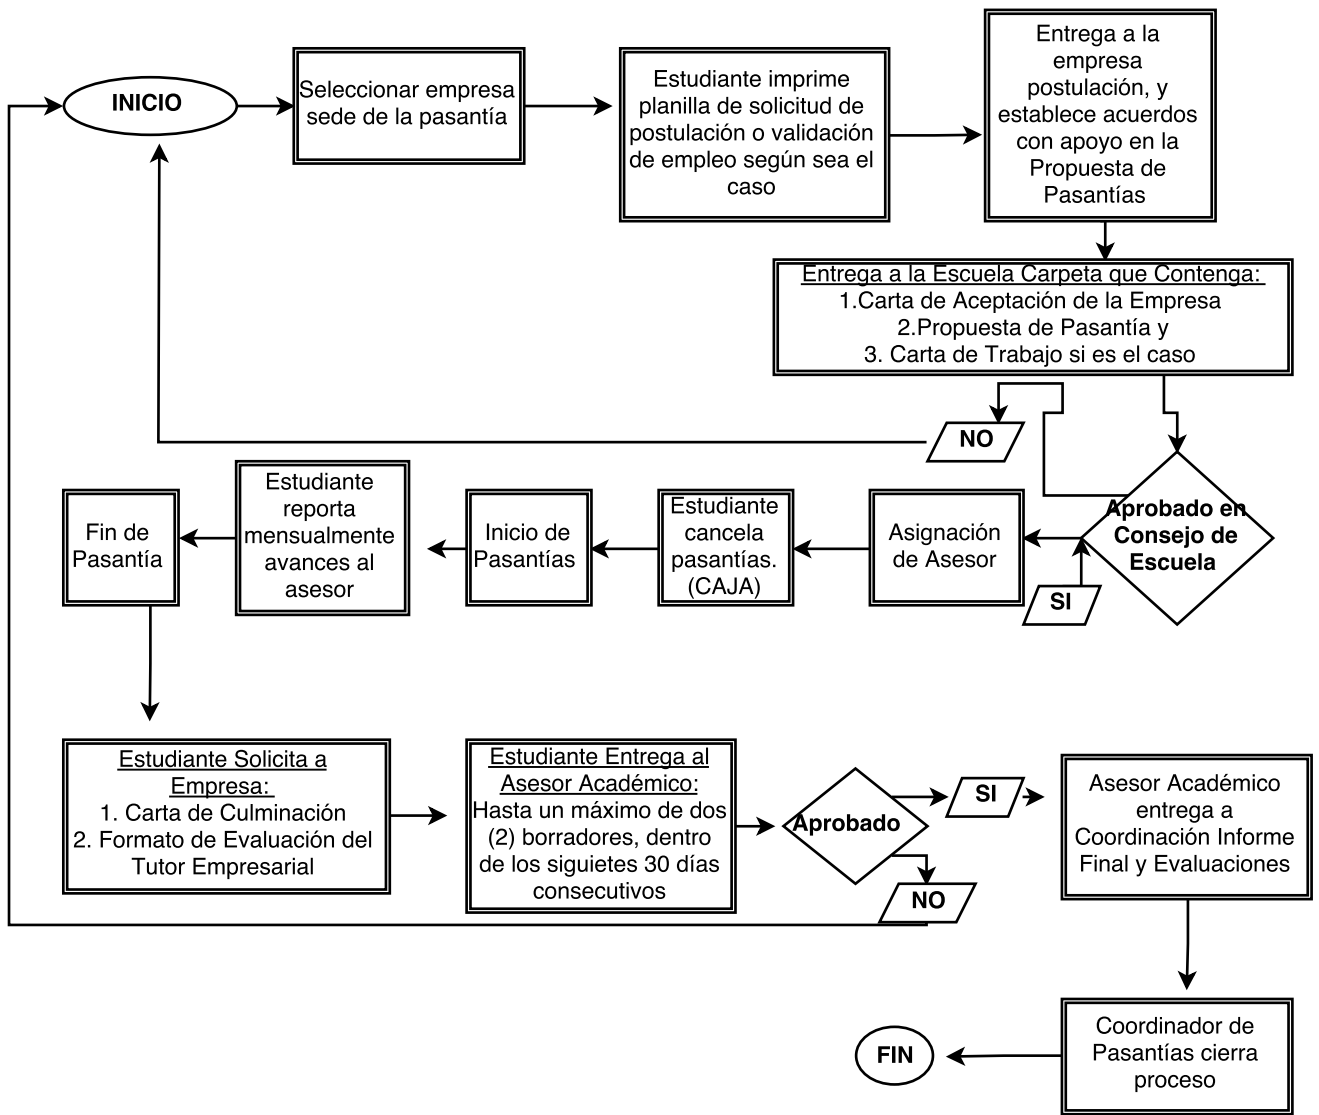 INICIO
Seleccionar empresa
sede de la pasantía
Estudiante imprime
planilla de solicitud de
postulación o validación
de empleo según sea el
caso
Entrega a la
empresa
postulación, y
establece acuerdos
con apoyo en la
Propuesta de
Pasantías
Entrega a la Escuela Carpeta que Contenga:
1.Carta de Aceptación de la Empresa
2.Propuesta de Pasantía y
3. Carta de Trabajo si es el caso
NO
Aprobado en
Consejo de
Escuela
SI
Asignación
de Asesor
Estudiante
cancela
pasantías.
(CAJA)
Inicio de
Pasantías
Estudiante
reporta
mensualmente
avances al
asesor
Fin de
Pasantía
Estudiante Solicita a
Empresa:
1. Carta de Culminación
2. Formato de Evaluación del
Tutor Empresarial
Estudiante Entrega al
Asesor Académico:
Hasta un máximo de dos
(2) borradores, dentro
de los siguietes 30 días
consecutivos
Aprobado
SI
NO
Asesor Académico
entrega a
Coordinación Informe
Final y Evaluaciones
Coordinador de
Pasantías cierra
proceso
FIN